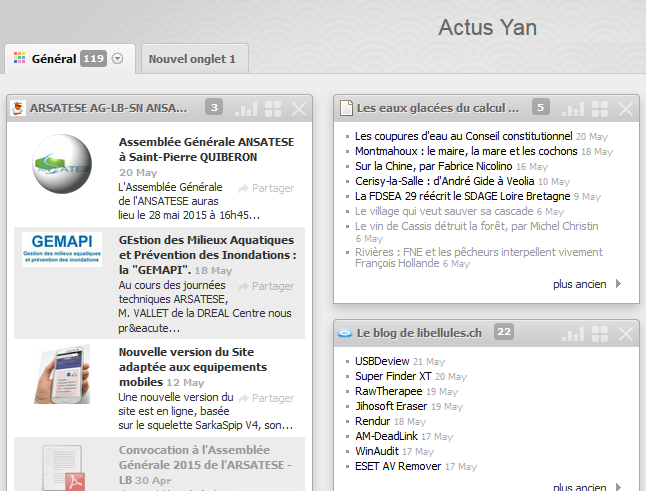 Actus Yan
Général 119
Nouvel onglet 1
ARSATESE AG-LB-SN ANSA... 3
Assemblée Générale ANSATESE
à Saint-Pierre QUIBERON
20 May
L'Assemblée Générale
Partager
de l'ANSATESE auras
lieu le 28 mai 2015 à 16h45...
GEMAPI
Gestion des milieux aquatiques
et prévention des inondations
GEstion des Milieux Aquatiques
et Prévention des Inondations :
la "GEMAPI". 18 May
Au cours des journées
Partager
techniques ARSATESE,
M. VALLET de la DREAL Centre nous
pr&eacute...
Nouvelle version du Site
adaptée aux equipements
mobiles 12 May
Une nouvelle version du
Partager
site est en ligne, basée
sur le squelette SarkaSpip V4, son...
Convocation à l'Assemblée
Générale 2015 de l'ARSATESE -
LB 30 Apr
Les eaux glacées du calcul ... 5
Les coupures d'eau au Conseil constitutionnel 20 May
Montmahoux : le maire, la mare et les cochons 18 May
Sur la Chine, par Fabrice Nicolino 16 May
Cerisy-la-Salle : d'André Gide à Veolia 10 May
La FDSEA 29 réécrit le SDAGE Loire Bretagne 9 May
Le village qui veut sauver sa cascade 6 May
Le vin de Cassis détruit la forêt, par Michel Christin
6 May
Rivières : FNE et les pêcheurs interpellent vivement
François Hollande 6 May
plus ancien
Le blog de libellules.ch 22
USBDeview 21 May
Super Finder XT 20 May
RawTherapee 19 May
Jihosoft Eraser 19 May
Rendur 18 May
AM-DeadLink 17 May
WinAudit 17 May
ESET AV Remover 17 May
plus ancien